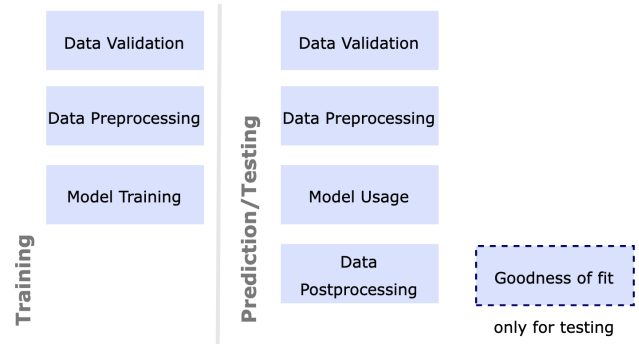 Training
Data Validation
Data Preprocessing
Model Training
Prediction/Testing
Data Validation
Data Preprocessing
Model Usage
Data
Postprocessing
Goodness of fit
only for testing